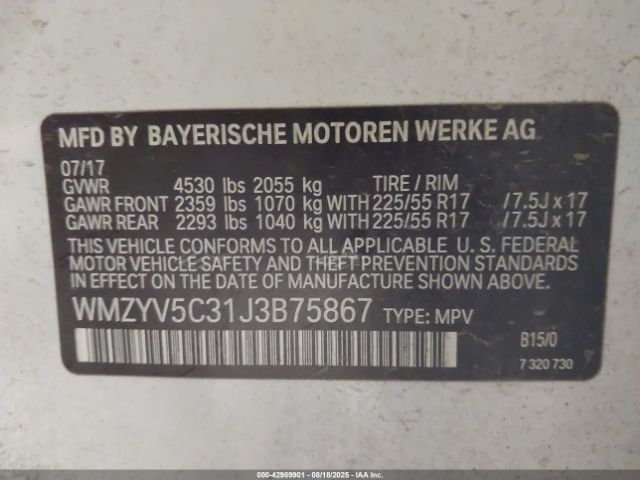 MFD BY BAYERISCHE MOTOREN WERKE AG
07/17
GVWR 4530 lbs 2055 kg TIRE / RIM
GAWR FRONT 2359 lbs 1070 kg WITH 225/55 R17 /7.5J x 17
GAWR REAR 2293 lbs 1040 kg WITH 225/55 R17 /7.5J x 17
THIS VEHICLE CONFORMS TO ALL APPLICABLE U. S. FEDERAL
MOTOR VEHICLE SAFETY AND THEFT PREVENTION STANDARDS
IN EFFECT ON THE DATE OF MANUFACTURE SHOWN ABOVE.
WMZYV5C31J3B75867 TYPE: MPV
B15/0
7 320 730
000-42989901 - 08/18/2025 - IAAI.com